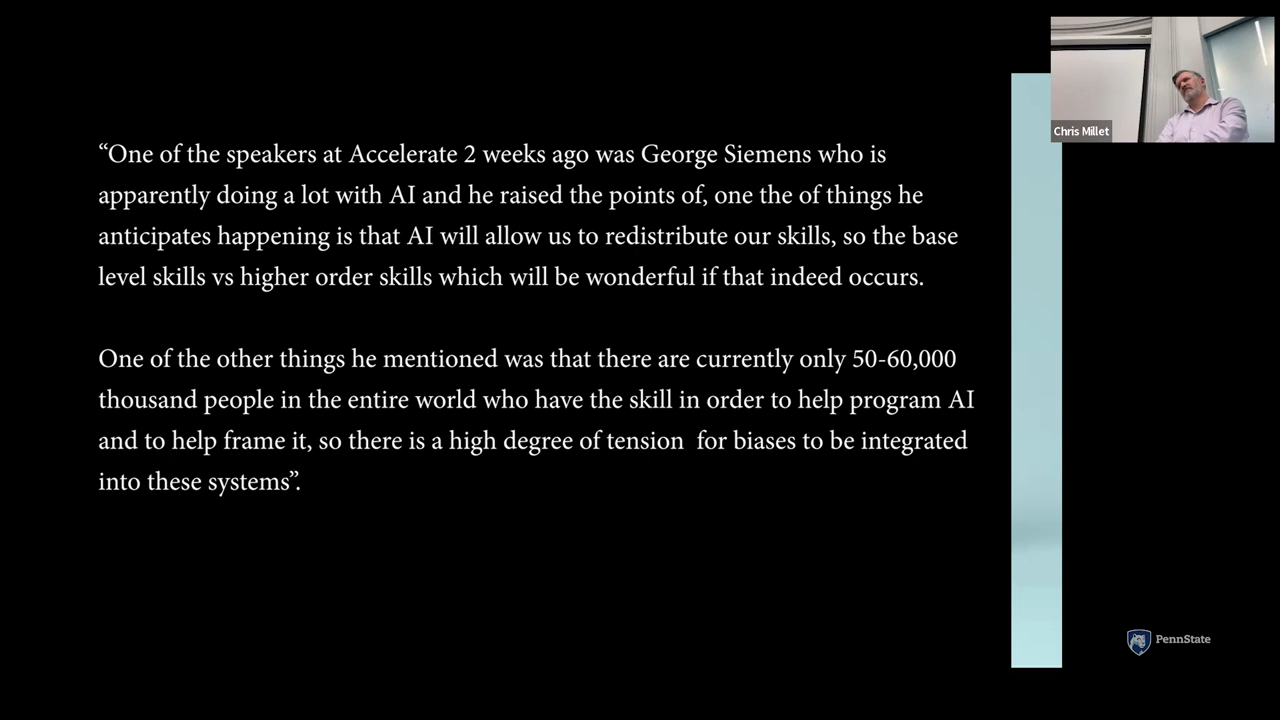 “One of the speakers at Accelerate 2 weeks ago was George Siemens who is
apparently doing a lot with AI and he raised the points of, one the of things he
anticipates happening is that AI will allow us to redistribute our skills, so the base
level skills vs higher order skills which will be wonderful if that indeed occurs.
One of the other things he mentioned was that there are currently only 50-60,000
thousand people in the entire world who have the skill in order to help program AI
and to help frame it, so there is a high degree of tension  for biases to be integrated
into these systems”.
Chris Millet
PennState